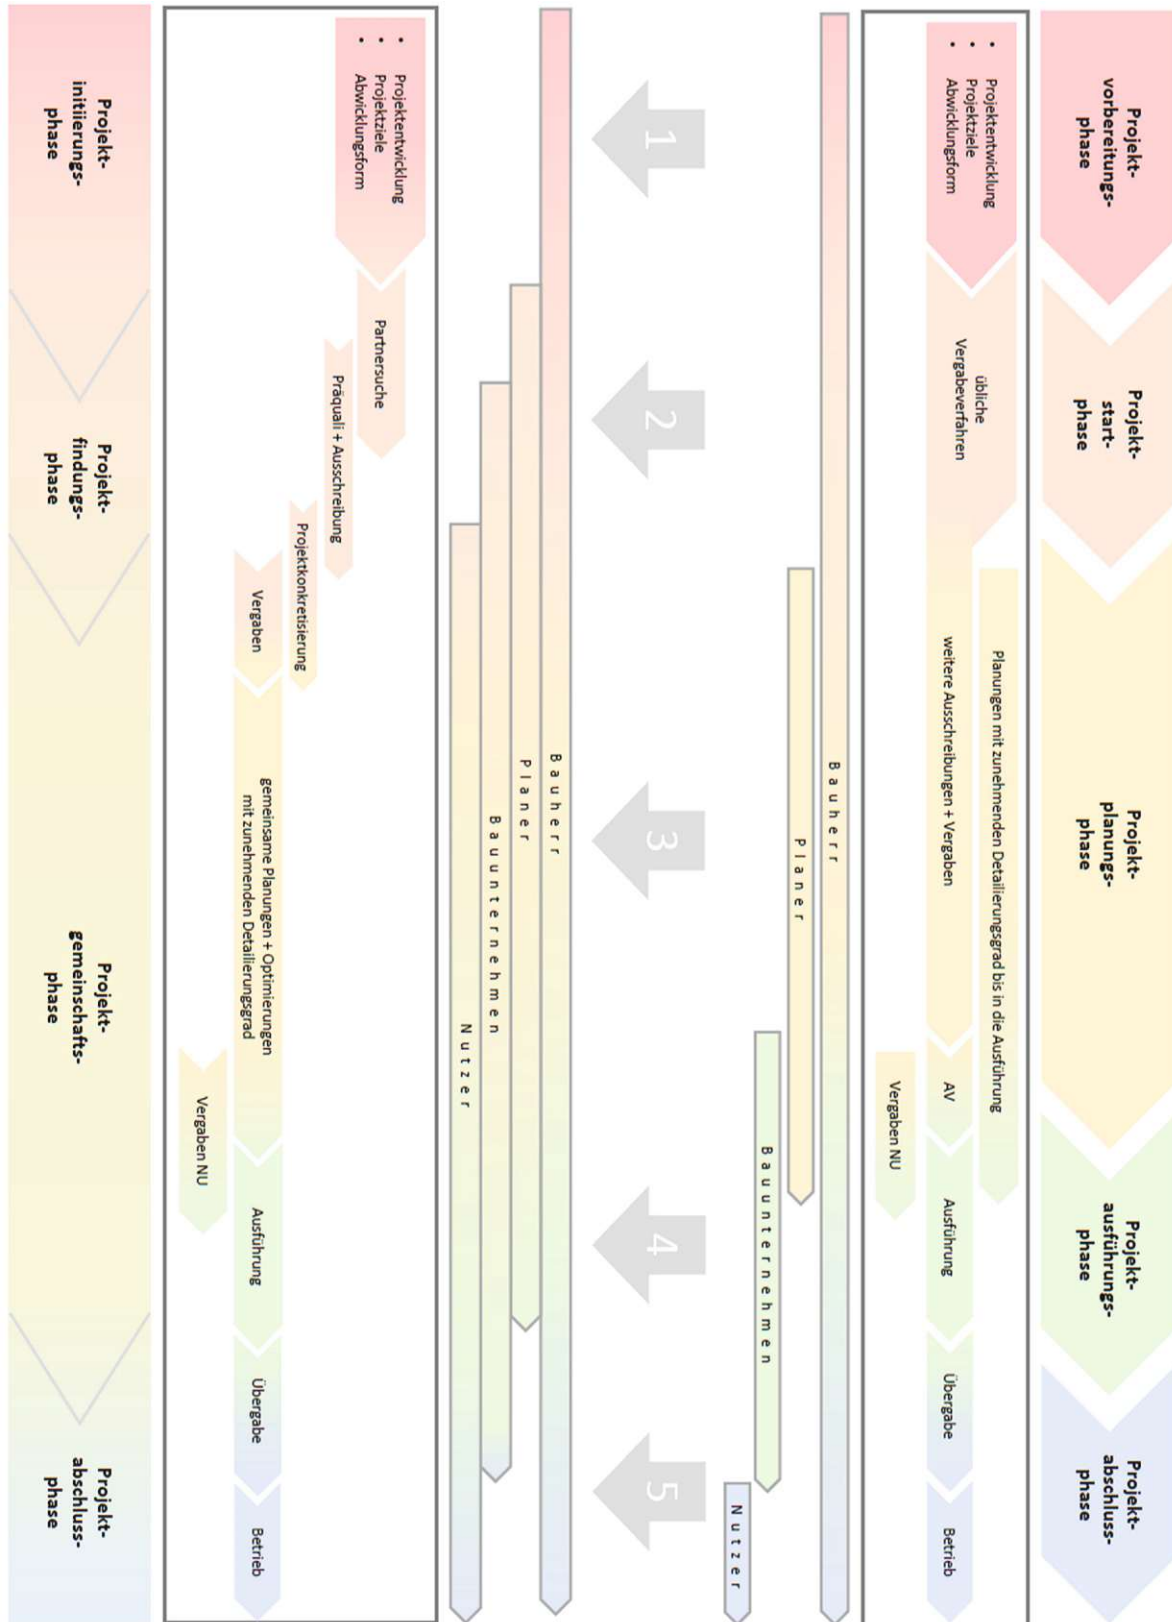 Projekt-
vorbereitungs-
phase
Projekt-
start-
phase
Projekt-
planungs-
phase
Projekt-
ausführungs-
phase
Projekt-
abschluss-
phase
• Projektentwicklung
• Projektziele
• Abwicklungsform
übliche
Vergabeverfahren
Planungen mit zunehmenden Detailierungsgrad bis in die Ausführung
weitere Ausschreibungen + Vergaben
AV
Ausführung
Übergabe
Betrieb
Vergaben NU
Bauherr
Planer
Bauunternehmen
Nutzer
1
2
3
4
5
Bauherr
Planer
Bauunternehmen
Nutzer
• Projektentwicklung
• Projektziele
• Abwicklungsform
Partnersuche
Präquali + Ausschreibung
Projektkonkretisierung
Vergaben
gemeinsame Planungen + Optimierungen
mit zunehmenden Detailierungsgrad
Ausführung
Übergabe
Betrieb
Vergaben NU
Projekt-
initiierungs-
phase
Projekt-
findungs-
phase
Projekt-
gemeinschafts-
phase
Projekt-
abschluss-
phase